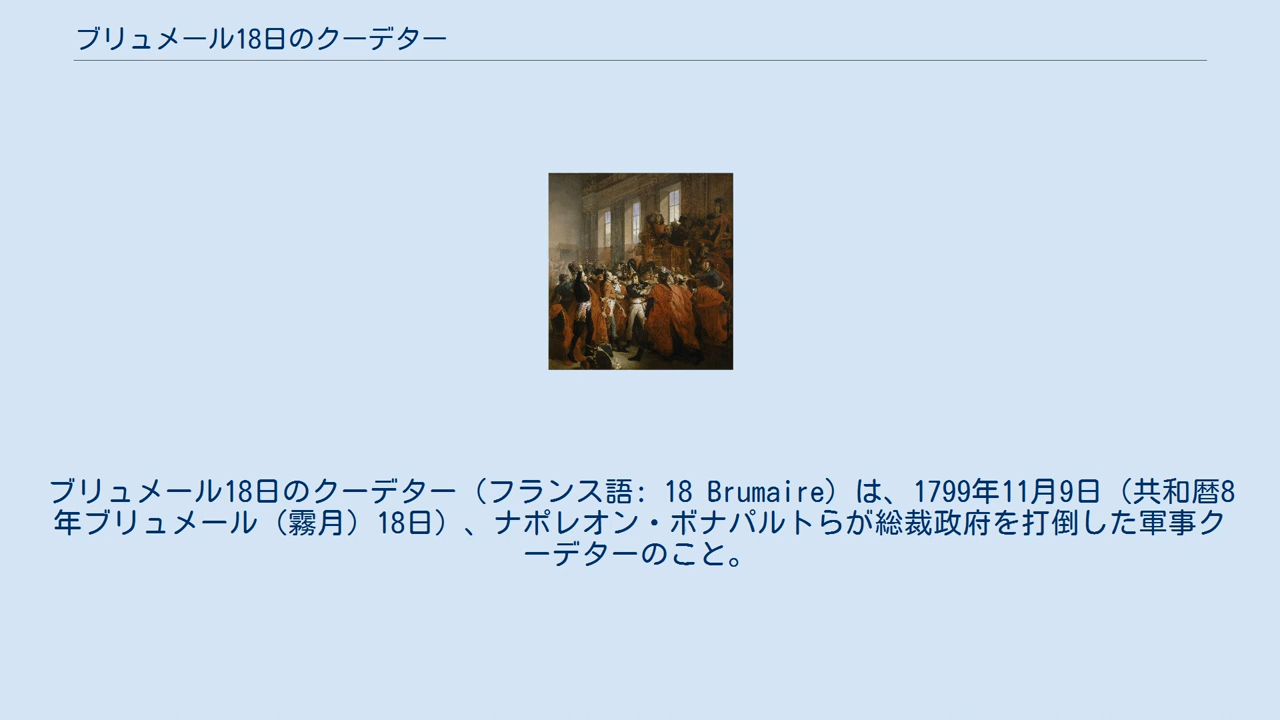 ブリュメール18日のクーデター
ブリュメール18日のクーデター（フランス語: 18 Brumaire）は、1799年11月9日（共和暦8
年ブリュメール（霧月）18日）、ナポレオン・ボナパルトらが総裁政府を打倒した軍事ク
ーデターのこと。